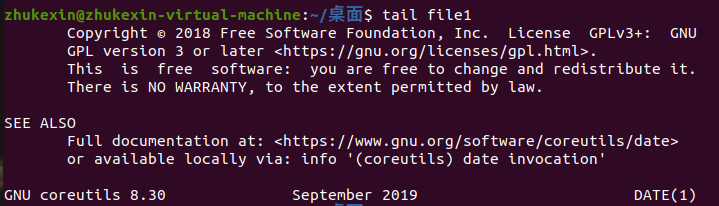 zhukexin@zhukexin-virtual-machine:~/桌面$ tail file1
Copyright © 2018 Free Software Foundation, Inc.  License  GPLv3+:  GNU
GPL version 3 or later <https://gnu.org/licenses/gpl.html>.
This  is  free  software:  you are free to change and redistribute it.
There is NO WARRANTY, to the extent permitted by law.
SEE ALSO
Full documentation at: <https://www.gnu.org/software/coreutils/date>
or available locally via: info '(coreutils) date invocation'
GNU coreutils 8.30               September 2019                          DATE(1)